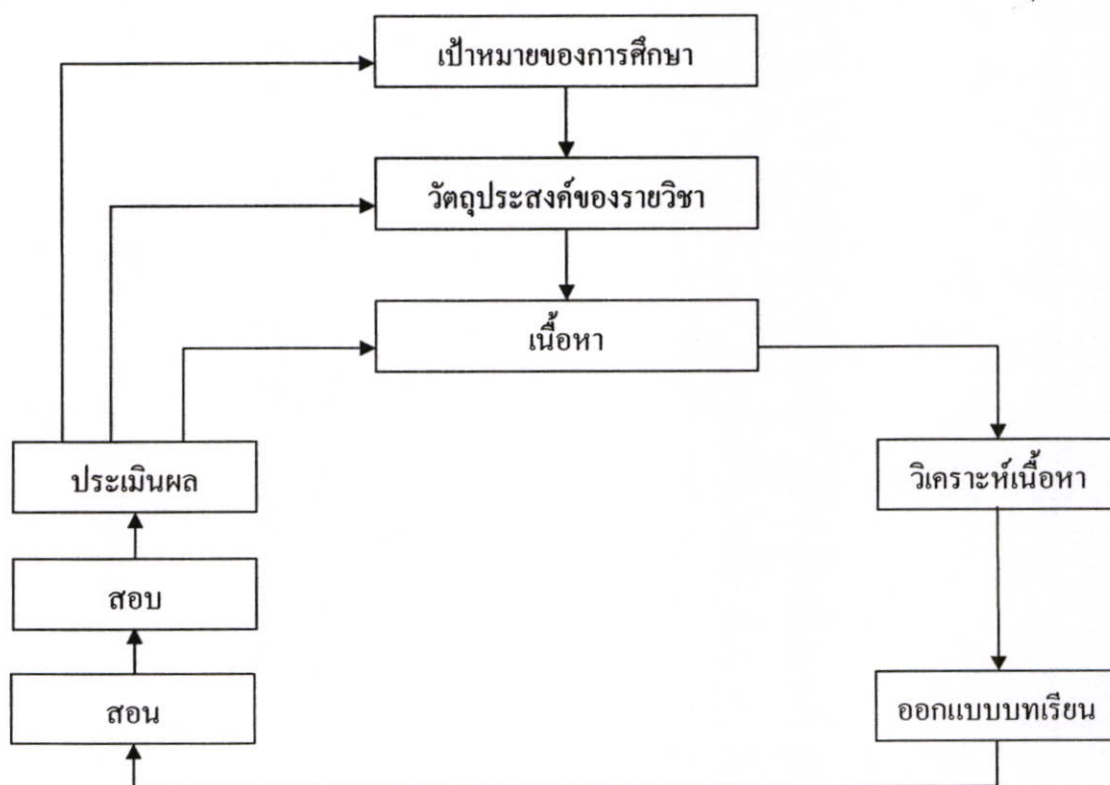 เป้าหมายของการศึกษา
วัตถุประสงค์ของรายวิชา
เนื้อหา
ประเมินผล
วิเคราะห์เนื้อหา
สอบ
สอน
ออกแบบบทเรียน